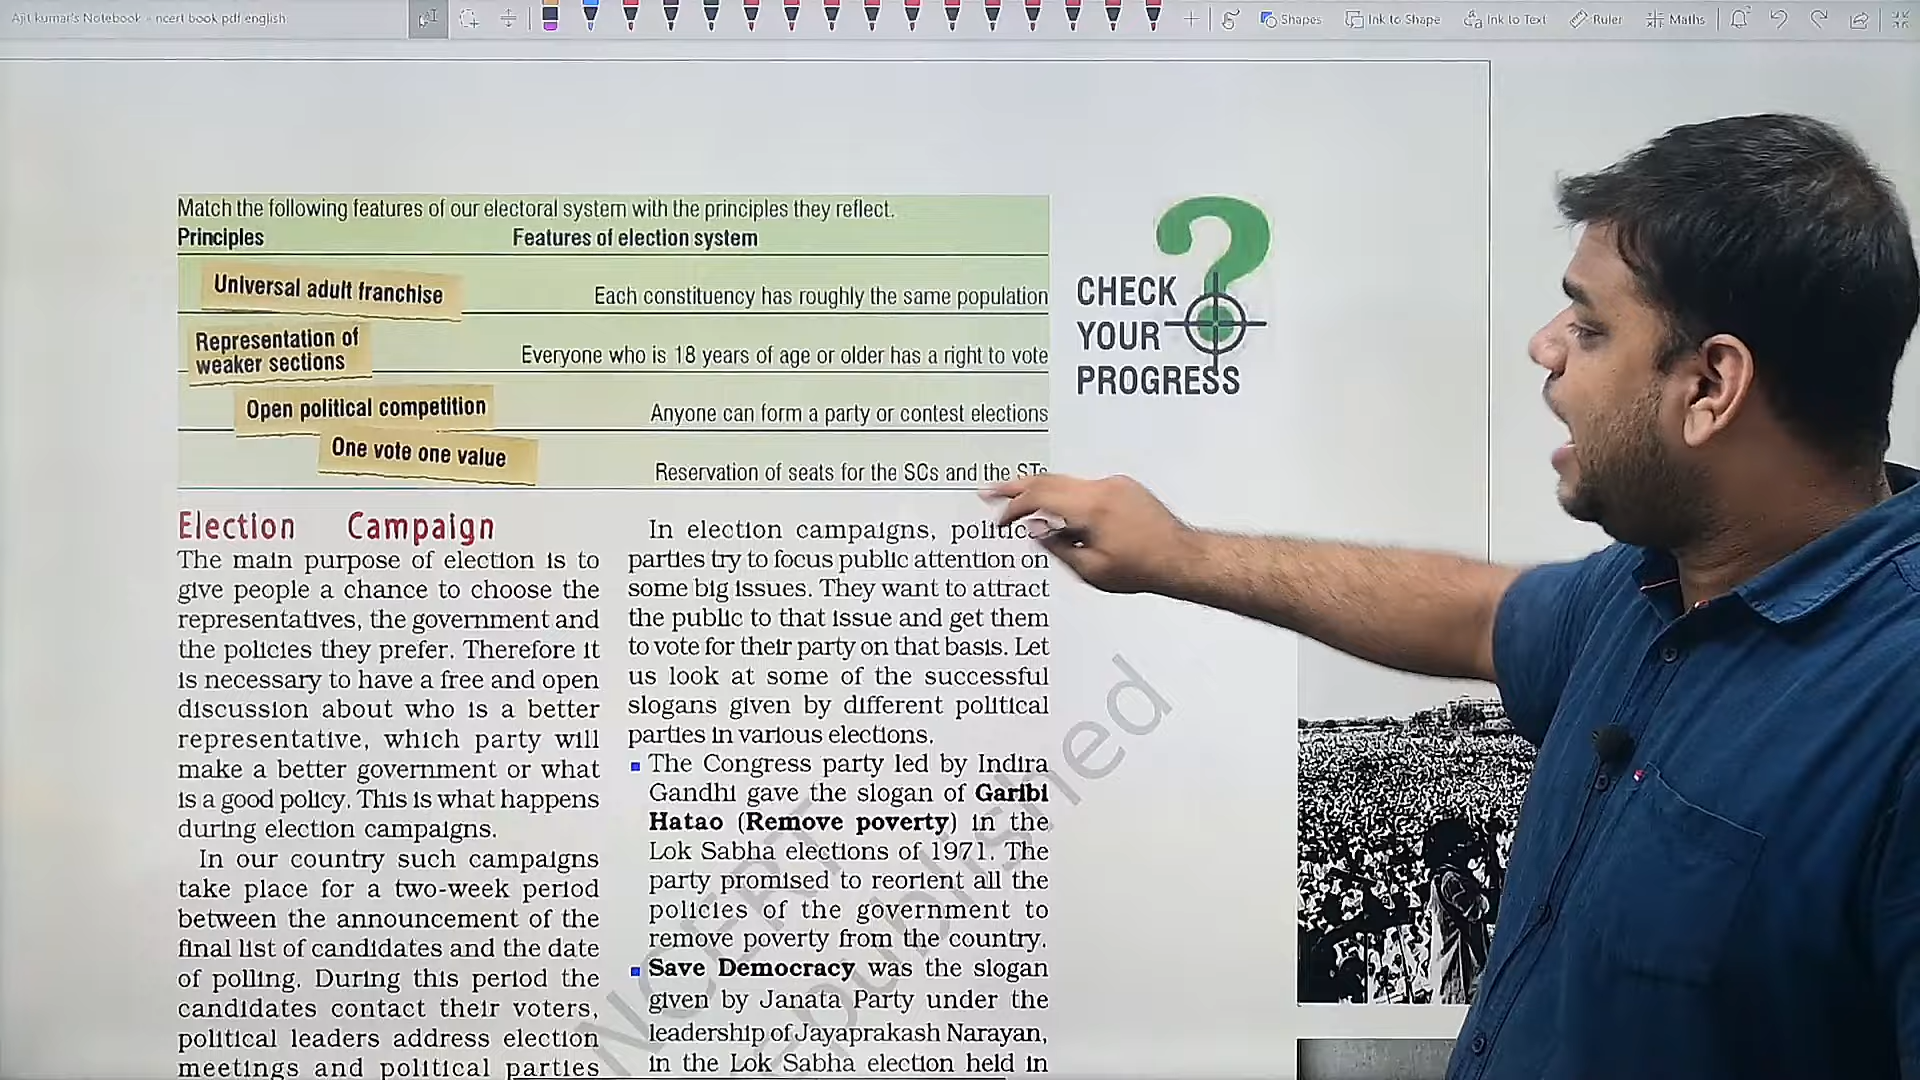 Ajit kumar's Notebook - ncert book pdf english
Shapes
Ink to Shape
Ink to Text
Ruler
Maths
Match the following features of our electoral system with the principles they reflect.
Principles Features of election system
Universal adult franchise Each constituency has roughly the same population
Representation of
weaker sections Everyone who is 18 years of age or older has a right to vote
Open political competition Anyone can form a party or contest elections
One vote one value
Reservation of seats for the SCs and the STs
CHECK
YOUR
PROGRESS
Election Campaign
The main purpose of election is to
give people a chance to choose the
representatives, the government and
the policies they prefer. Therefore it
is necessary to have a free and open
discussion about who is a better
representative, which party will
make a better government or what
is a good policy. This is what happens
during election campaigns.
In our country such campaigns
take place for a two-week period
between the announcement of the
final list of candidates and the date
of polling. During this period the
candidates contact their voters,
political leaders address election
meetings and political parties
In election campaigns, politica
parties try to focus public attention on
some big issues. They want to attract
the public to that issue and get them
to vote for their party on that basis. Let
us look at some of the successful
slogans given by different political
parties in various elections.
The Congress party led by Indira
Gandhi gave the slogan of Garibi
Hatao (Remove poverty) in the
Lok Sabha elections of 1971. The
party promised to reorient all the
policies of the government to
remove poverty from the country.
Save Democracy was the slogan
given by Janata Party under the
leadership of Jayaprakash Narayan,
in the Lok Sabha election held in
NCERT
republished